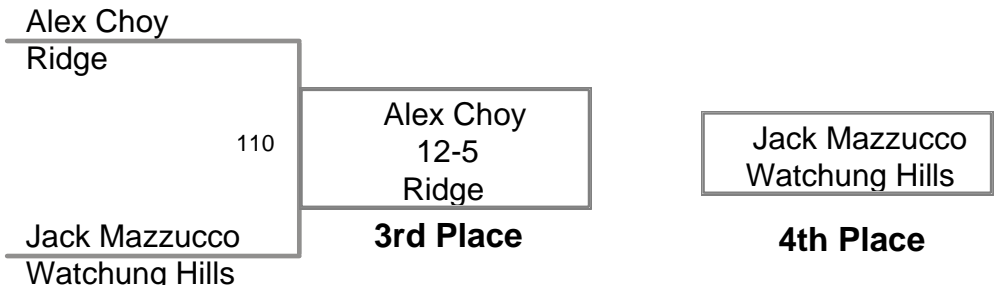 Alex Choy
Ridge
110
Alex Choy
12-5
Ridge
3rd Place
Jack Mazzucco
Watchung Hills
Jack Mazzucco
Watchung Hills
4th Place